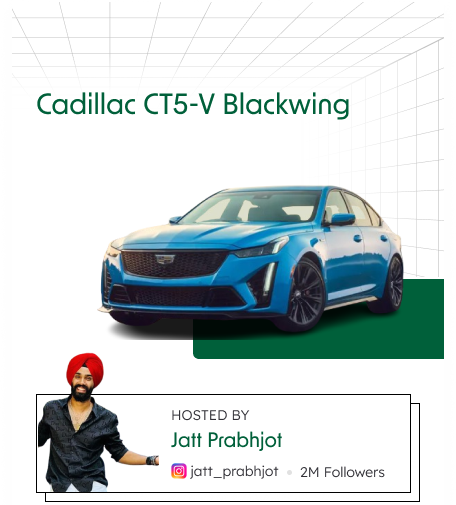 Cadillac CT5-V Blackwing
HOSTED BY
Jatt Prabhjot
jatt_prabhjot 2M Followers